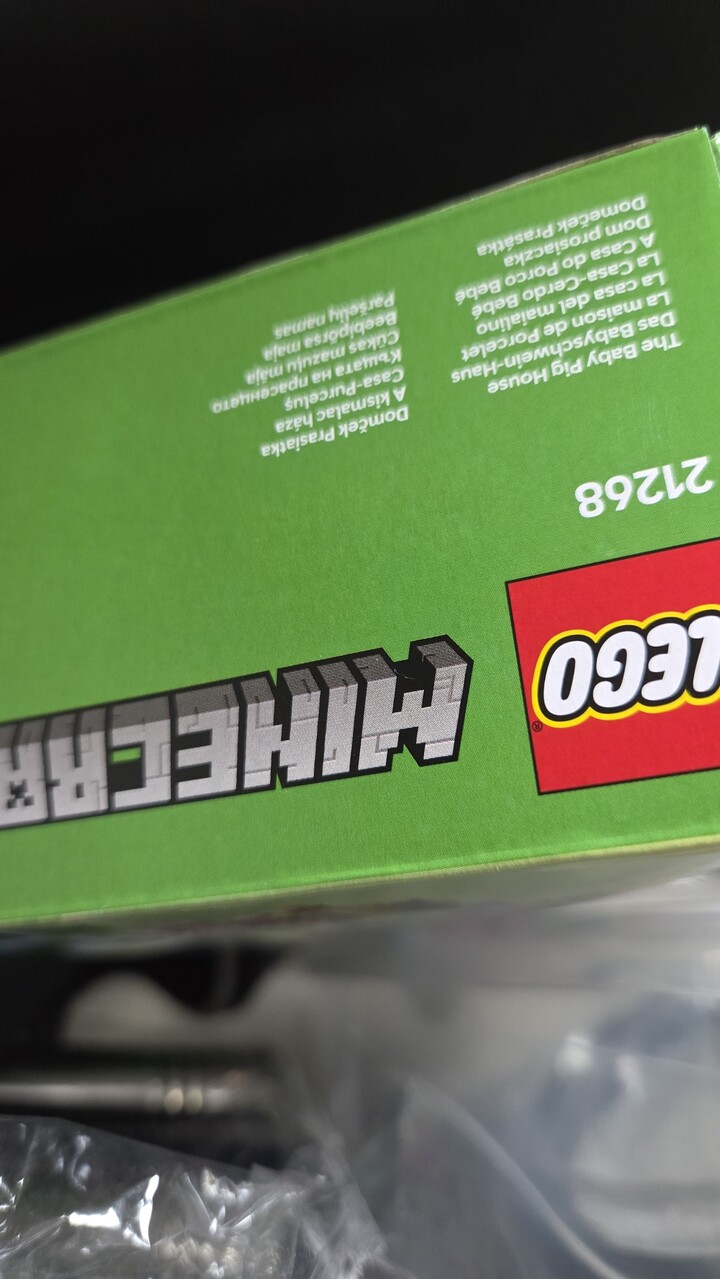 LEGO
®
MINECRA
21268
The Baby Pig House
Das Babyschwein-Haus
La maison de Porcelet
La casa del maialino
La Casa-Cerdo Bebé
A Casa do Porco Bebé
Dom prosiaczka
Domeček Prasátka
Domček Prasiatka
A kismalac háza
Casa-Purceluș
Къщата на прасенцето
Cūkas mazuļu māja
Beebipõrsa maja
Paršelių namas